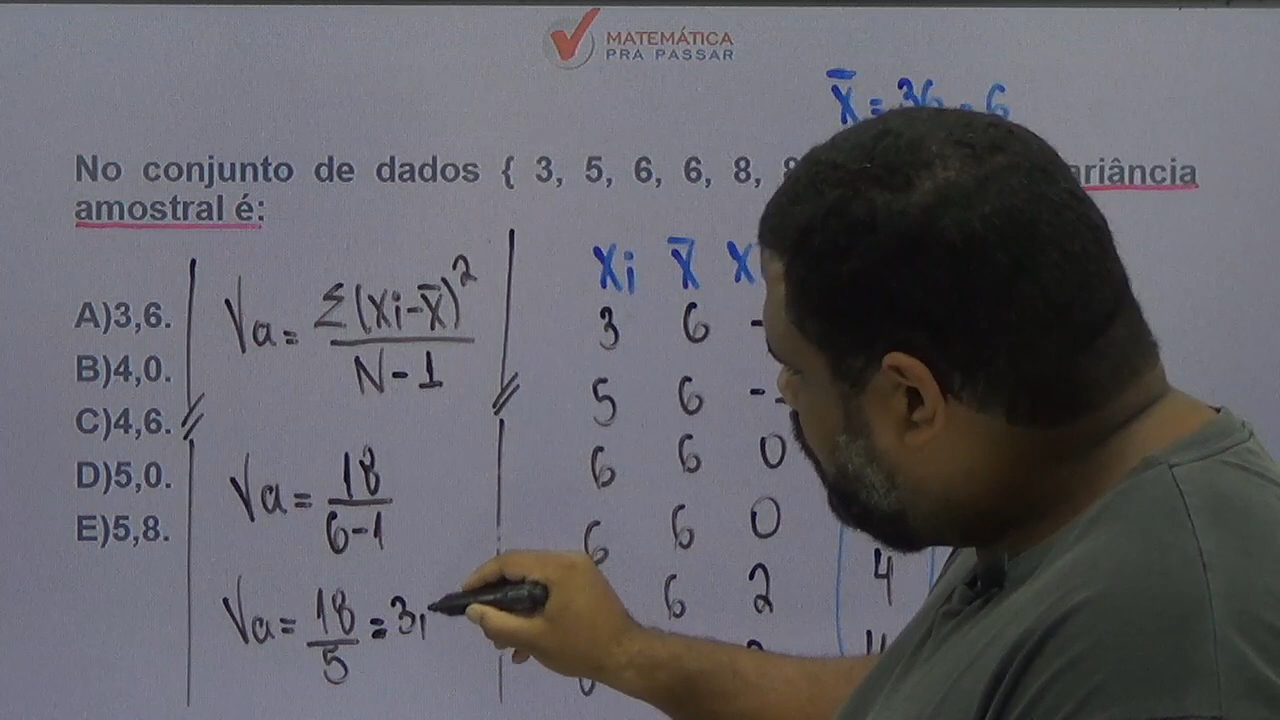 MATEMÁTICA
PRA PASSAR
X̄ = 36 = 6
No conjunto de dados { 3, 5, 6, 6, 8,
amostral é:
A)3,6.
B)4,0.
C)4,6.
D)5,0.
E)5,8.
Va = Σ(Xi-X̄)²
N-1
Va = 18
6-1
Va = 18 = 3,
5
Xi X̄ X
3 6 -
5 6 -
6 6 0
6 6 0
6 2 4